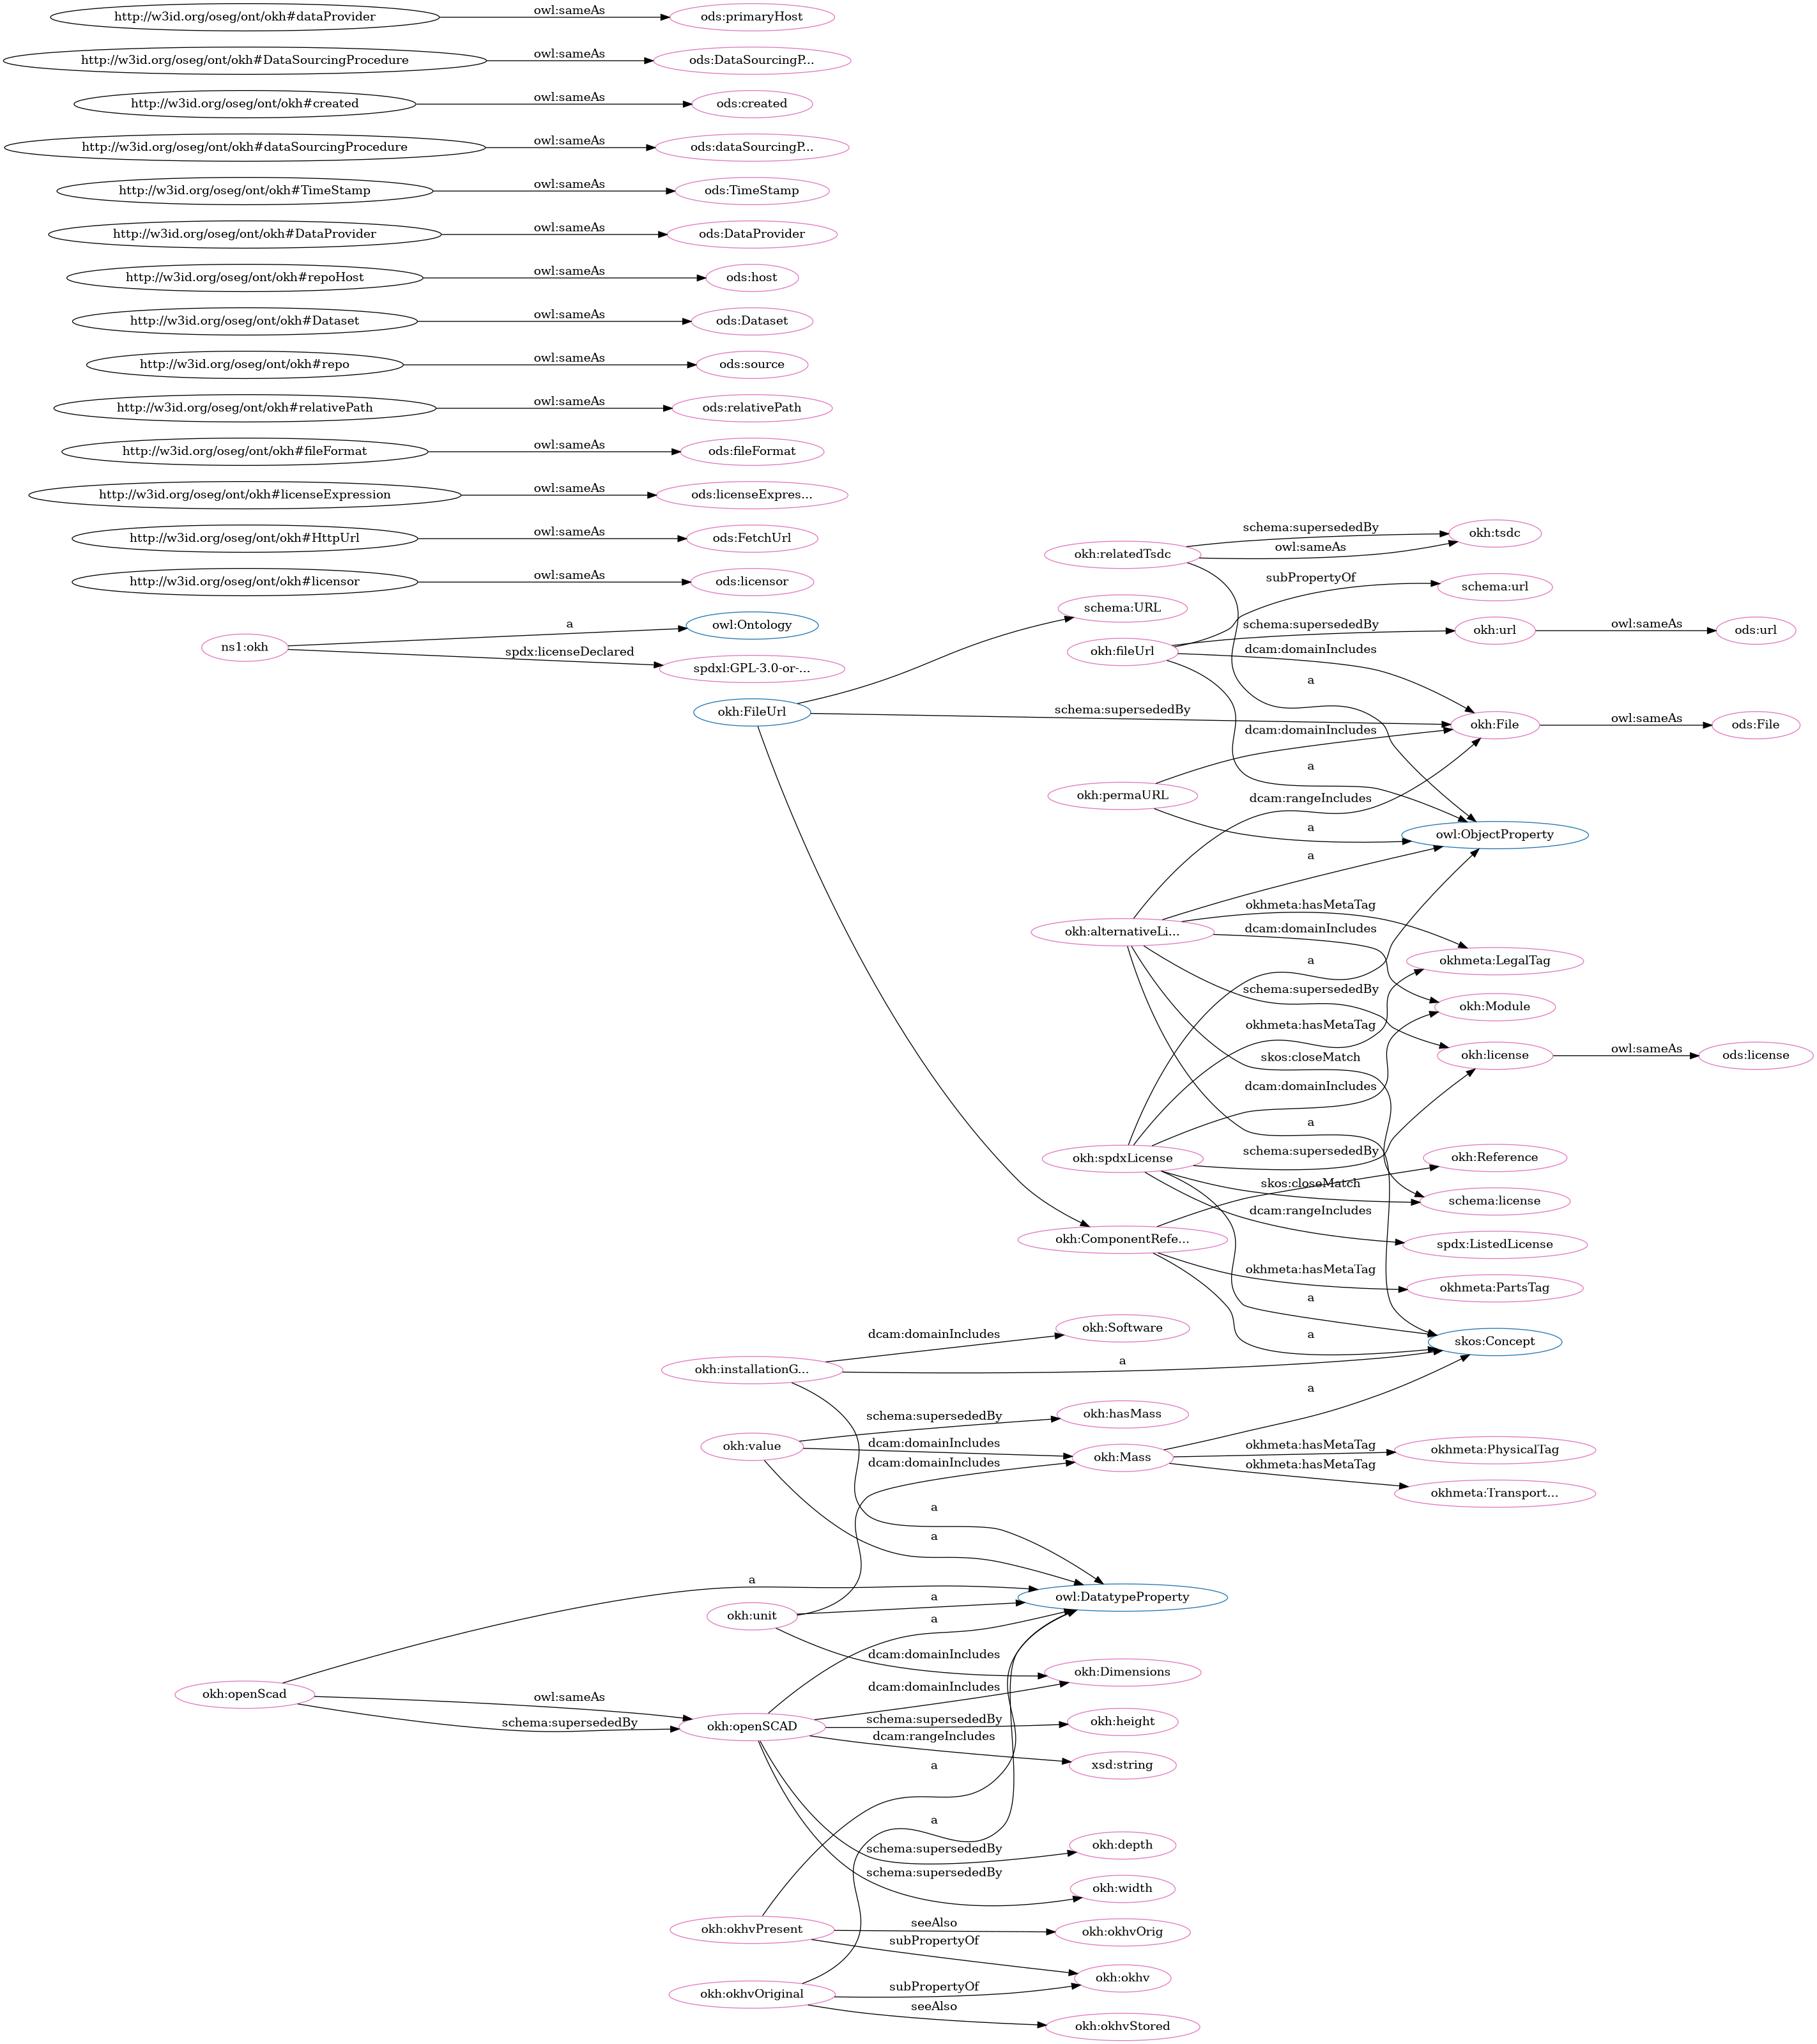 http://w3id.org/oseg/ont/okh#dataProvider
owl:sameAs
ods:primaryHost
http://w3id.org/oseg/ont/okh#DataSourcingProcedure
owl:sameAs
ods:DataSourcingP...
http://w3id.org/oseg/ont/okh#created
owl:sameAs
ods:created
http://w3id.org/oseg/ont/okh#dataSourcingProcedure
owl:sameAs
ods:dataSourcingP...
http://w3id.org/oseg/ont/okh#TimeStamp
owl:sameAs
ods:TimeStamp
http://w3id.org/oseg/ont/okh#DataProvider
owl:sameAs
ods:DataProvider
http://w3id.org/oseg/ont/okh#repoHost
owl:sameAs
ods:host
http://w3id.org/oseg/ont/okh#Dataset
owl:sameAs
ods:Dataset
http://w3id.org/oseg/ont/okh#repo
owl:sameAs
ods:source
http://w3id.org/oseg/ont/okh#relativePath
owl:sameAs
ods:relativePath
http://w3id.org/oseg/ont/okh#fileFormat
owl:sameAs
ods:fileFormat
http://w3id.org/oseg/ont/okh#licenseExpression
owl:sameAs
ods:licenseExpres...
http://w3id.org/oseg/ont/okh#HttpUrl
owl:sameAs
ods:FetchUrl
http://w3id.org/oseg/ont/okh#licensor
owl:sameAs
ods:licensor
ns1:okh
a
owl:Ontology
spdx:licenseDeclared
spdxl:GPL-3.0-or-...
okh:FileUrl
schema:URL
schema:supersededBy
okh:relatedTsdc
schema:supersededBy
owl:sameAs
okh:tsdc
subPropertyOf
schema:url
okh:fileUrl
schema:supersededBy
okh:url
owl:sameAs
ods:url
dcam:domainIncludes
a
okh:File
owl:sameAs
ods:File
dcam:domainIncludes
a
okh:permaURL
dcam:rangeIncludes
a
owl:ObjectProperty
a
okhmeta:hasMetaTag
okh:alternativeLi...
dcam:domainIncludes
a
okhmeta:LegalTag
schema:supersededBy
okh:Module
okhmeta:hasMetaTag
skos:closeMatch
okh:license
owl:sameAs
ods:license
dcam:domainIncludes
a
okh:spdxLicense
schema:supersededBy
okh:Reference
skos:closeMatch
schema:license
dcam:rangeIncludes
okh:ComponentRefe...
spdx:ListedLicense
okhmeta:hasMetaTag
okhmeta:PartsTag
a
a
skos:Concept
okh:installationG...
dcam:domainIncludes
okh:Software
a
a
okh:value
schema:supersededBy
okh:hasMass
dcam:domainIncludes
okh:Mass
dcam:domainIncludes
okhmeta:hasMetaTag
okhmeta:PhysicalTag
okhmeta:hasMetaTag
okhmeta:Transport...
a
a
a
okh:unit
a
owl:DatatypeProperty
a
dcam:domainIncludes
okh:Dimensions
okh:openScad
owl:sameAs
schema:supersededBy
okh:openSCAD
dcam:domainIncludes
schema:supersededBy
okh:height
dcam:rangeIncludes
xsd:string
a
a
schema:supersededBy
okh:depth
schema:supersededBy
okh:width
okh:okhvPresent
seeAlso
okh:okhvOrig
subPropertyOf
okh:okhv
okh:okhvOriginal
subPropertyOf
seeAlso
okh:okhvStored